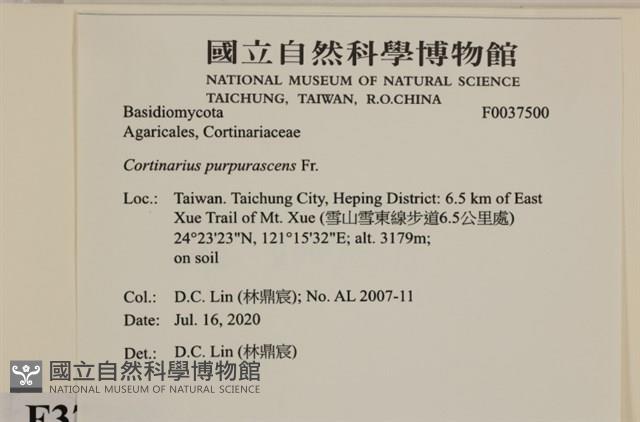 國立自然科學博物館
NATIONAL MUSEUM OF NATURAL SCIENCE
TAICHUNG, TAIWAN, R.O.CHINA
Basidiomycota F0037500
Agaricales, Cortinariaceae
Cortinarius purpurascens Fr.
Loc.: Taiwan. Taichung City, Heping District: 6.5 km of East
Xue Trail of Mt. Xue (雪山雪東線步道6.5公里處)
24°23'23"N, 121°15'32"E; alt. 3179m;
on soil
Col.: D.C. Lin (林鼎宸); No. AL 2007-11
Date: Jul. 16, 2020
Det.: D.C. Lin (林鼎宸)
國立自然科學博物館
NATIONAL MUSEUM OF NATURAL SCIENCE